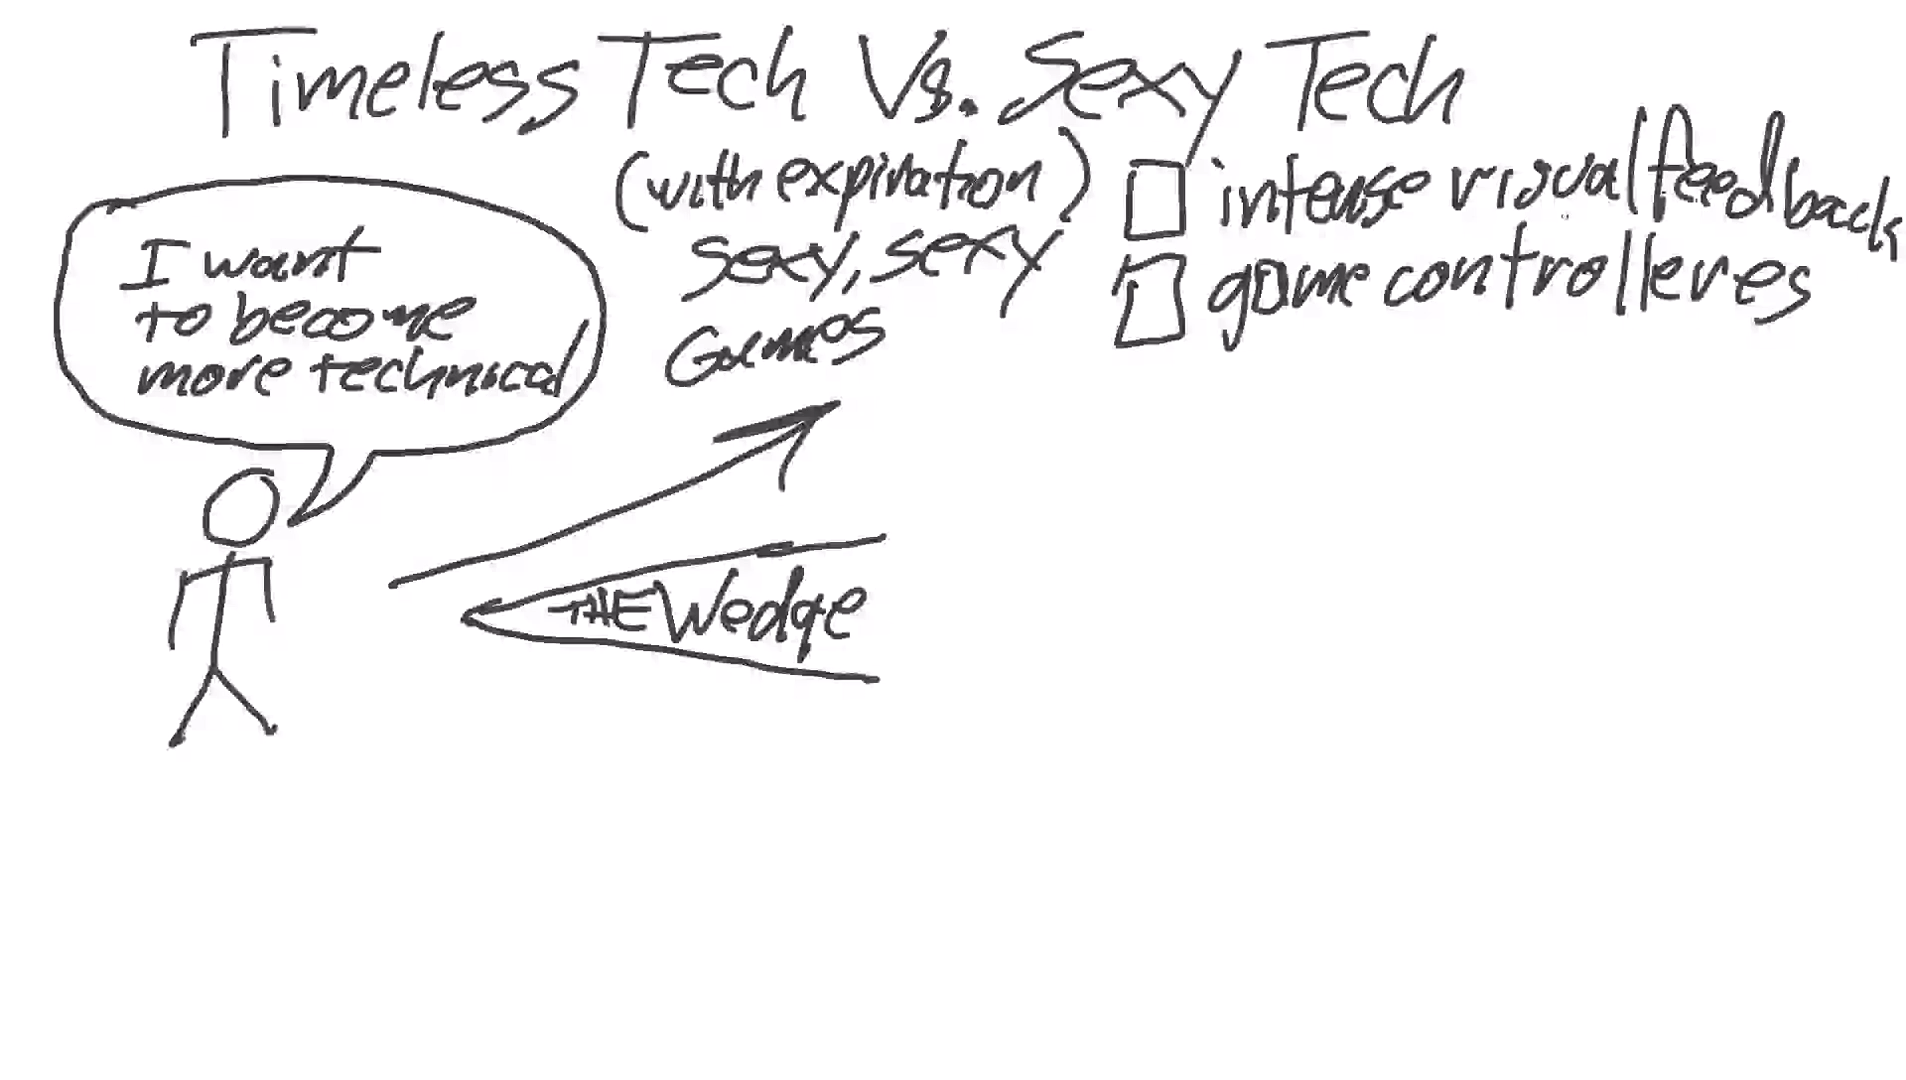 Timeless Tech Vs. Sexy Tech
(with expiration)
intense visual feedback
game controlleres
sexy, sexy
Games
I want
to become
more technical
THE Wedge